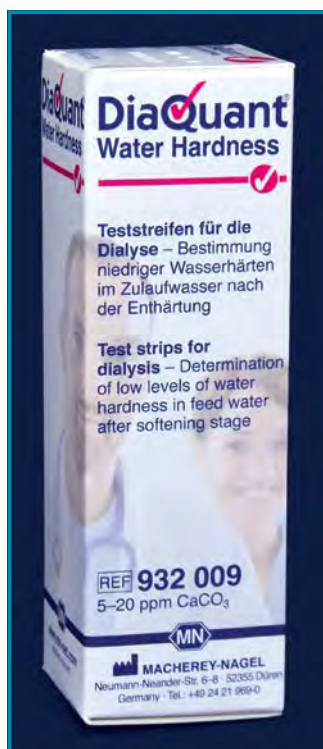 DiaQuant®
Water Hardness
Teststreifen für die
Dialyse – Bestimmung
niedriger Wasserhärten
im Zulaufwasser nach
der Enthärtung
Test strips for
dialysis – Determination
of low levels of water
hardness in feed water
after softening stage
REF 932 009
5–20 ppm CaCO₃
MN
MACHEREY-NAGEL
Neumann-Neander-Str. 6–8 · 52355 Düren
Germany · Tel.: +49 24 21 969-0
DiaQuant
Water Hardness